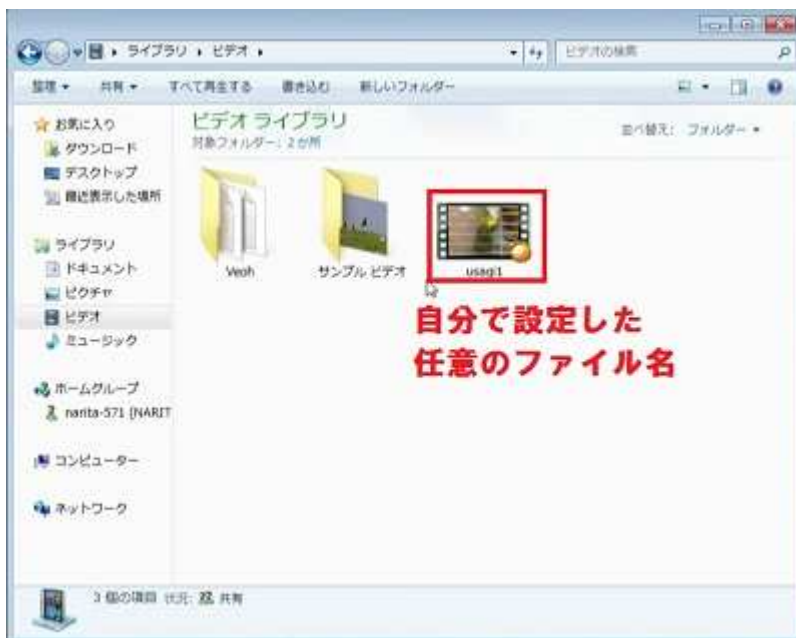 ライブラリ ▸ ビデオ ▸
ビデオの検索
整理 共有 すべて再生する 書き込む 新しいフォルダー
お気に入り
ダウンロード
デスクトップ
最近表示した場所
ライブラリ
ドキュメント
ピクチャ
ビデオ
ミュージック
ホームグループ
narita-571 (NARIT
コンピューター
ネットワーク
ビデオ ライブラリ
対象フォルダー: 2 か所
並べ替え: フォルダー
Veoh
サンプル ビデオ
usagi1
自分で設定した
任意のファイル名
3 個の項目 状況: 共有